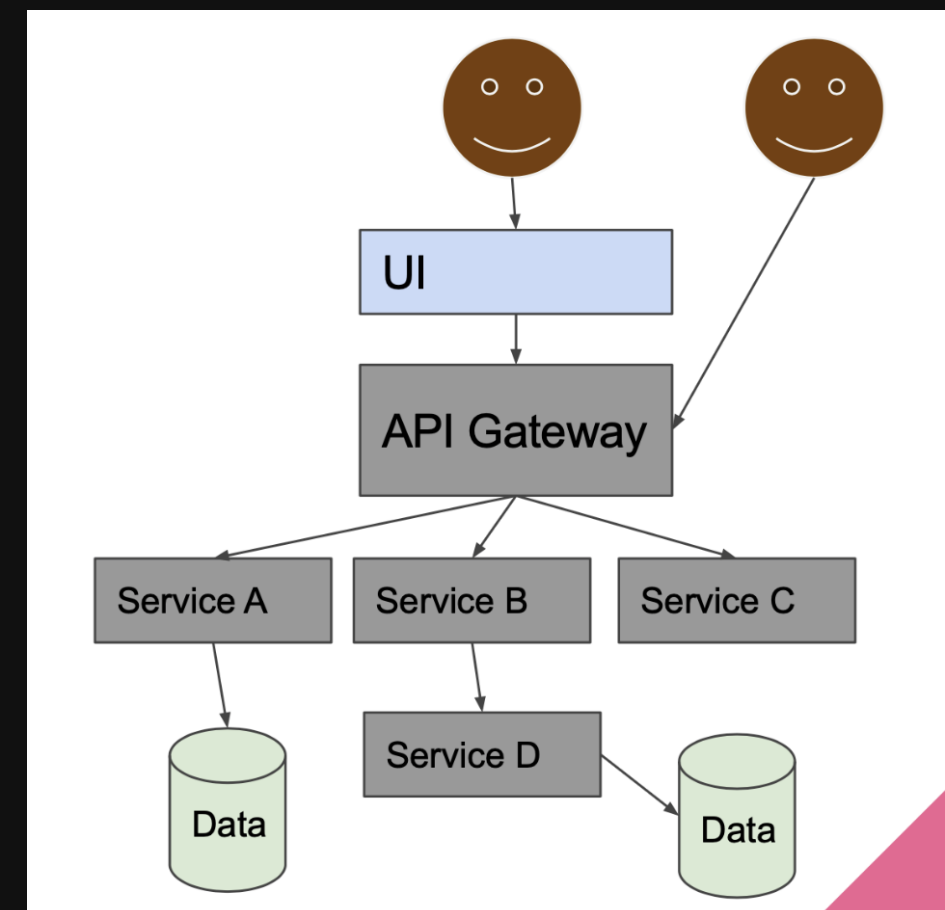 UI
API Gateway
Service A
Service B
Service C
Service D
Data
Data